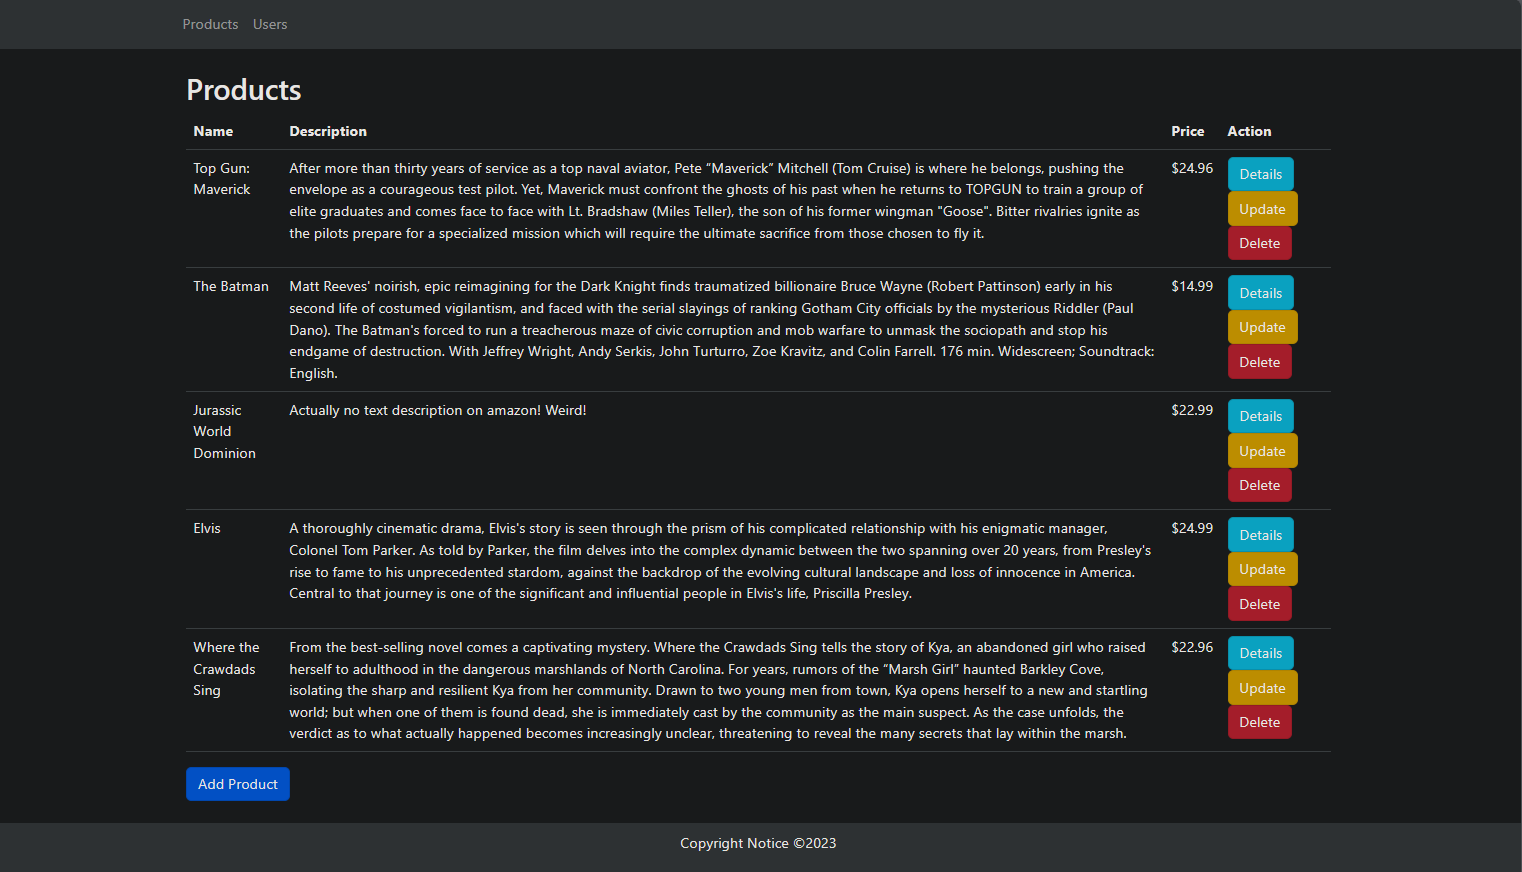 Products Users
Products
Name Description Price Action
Top Gun: After more than thirty years of service as a top naval aviator, Pete “Maverick” Mitchell (Tom Cruise) is where he belongs, pushing the $24.96 Details
Maverick envelope as a courageous test pilot. Yet, Maverick must confront the ghosts of his past when he returns to TOPGUN to train a group of
elite graduates and comes face to face with Lt. Bradshaw (Miles Teller), the son of his former wingman "Goose". Bitter rivalries ignite as Update
the pilots prepare for a specialized mission which will require the ultimate sacrifice from those chosen to fly it. Delete
The Batman Matt Reeves' noirish, epic reimagining for the Dark Knight finds traumatized billionaire Bruce Wayne (Robert Pattinson) early in his $14.99 Details
second life of costumed vigilantism, and faced with the serial slayings of ranking Gotham City officials by the mysterious Riddler (Paul
Dano). The Batman's forced to run a treacherous maze of civic corruption and mob warfare to unmask the sociopath and stop his Update
endgame of destruction. With Jeffrey Wright, Andy Serkis, John Turturro, Zoe Kravitz, and Colin Farrell. 176 min. Widescreen; Soundtrack: Delete
English.
Jurassic Actually no text description on amazon! Weird! $22.99 Details
World
Dominion Update
Delete
Elvis A thoroughly cinematic drama, Elvis's story is seen through the prism of his complicated relationship with his enigmatic manager, $24.99 Details
Colonel Tom Parker. As told by Parker, the film delves into the complex dynamic between the two spanning over 20 years, from Presley's
rise to fame to his unprecedented stardom, against the backdrop of the evolving cultural landscape and loss of innocence in America. Update
Central to that journey is one of the significant and influential people in Elvis's life, Priscilla Presley. Delete
Where the From the best-selling novel comes a captivating mystery. Where the Crawdads Sing tells the story of Kya, an abandoned girl who raised $22.96 Details
Crawdads herself to adulthood in the dangerous marshlands of North Carolina. For years, rumors of the “Marsh Girl” haunted Barkley Cove,
Sing isolating the sharp and resilient Kya from her community. Drawn to two young men from town, Kya opens herself to a new and startling Update
world; but when one of them is found dead, she is immediately cast by the community as the main suspect. As the case unfolds, the Delete
verdict as to what actually happened becomes increasingly unclear, threatening to reveal the many secrets that lay within the marsh.
Add Product
Copyright Notice ©2023